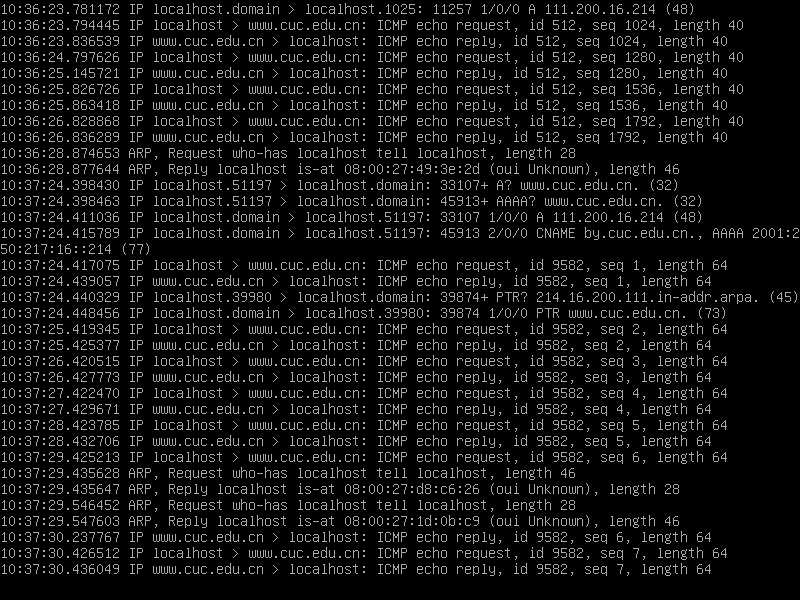 10:36:23.781172 IP localhost.domain > localhost.1025: 11257 1/0/0 A 111.200.16.214 (48)
10:36:23.794445 IP localhost > www.cuc.edu.cn: ICMP echo request, id 512, seq 1024, length 40
10:36:23.836539 IP www.cuc.edu.cn > localhost: ICMP echo reply, id 512, seq 1024, length 40
10:36:24.797626 IP localhost > www.cuc.edu.cn: ICMP echo request, id 512, seq 1280, length 40
10:36:25.145721 IP www.cuc.edu.cn > localhost: ICMP echo reply, id 512, seq 1280, length 40
10:36:25.826726 IP localhost > www.cuc.edu.cn: ICMP echo request, id 512, seq 1536, length 40
10:36:25.863418 IP www.cuc.edu.cn > localhost: ICMP echo reply, id 512, seq 1536, length 40
10:36:26.828868 IP localhost > www.cuc.edu.cn: ICMP echo request, id 512, seq 1792, length 40
10:36:26.836289 IP www.cuc.edu.cn > localhost: ICMP echo reply, id 512, seq 1792, length 40
10:36:28.874653 ARP, Request who-has localhost tell localhost, length 28
10:36:28.877644 ARP, Reply localhost is-at 08:00:27:49:3e:2d (oui Unknown), length 46
10:37:24.398430 IP localhost.51197 > localhost.domain: 33107+ A? www.cuc.edu.cn. (32)
10:37:24.398463 IP localhost.51197 > localhost.domain: 45913+ AAAA? www.cuc.edu.cn. (32)
10:37:24.411036 IP localhost.domain > localhost.51197: 33107 1/0/0 A 111.200.16.214 (48)
10:37:24.415789 IP localhost.domain > localhost.51197: 45913 2/0/0 CNAME by.cuc.edu.cn., AAAA 2001:2
50:217:16::214 (77)
10:37:24.417075 IP localhost > www.cuc.edu.cn: ICMP echo request, id 9582, seq 1, length 64
10:37:24.439057 IP www.cuc.edu.cn > localhost: ICMP echo reply, id 9582, seq 1, length 64
10:37:24.440329 IP localhost.39980 > localhost.domain: 39874+ PTR? 214.16.200.111.in-addr.arpa. (45)
10:37:24.448456 IP localhost.domain > localhost.39980: 39874 1/0/0 PTR www.cuc.edu.cn. (73)
10:37:25.419345 IP localhost > www.cuc.edu.cn: ICMP echo request, id 9582, seq 2, length 64
10:37:25.425377 IP www.cuc.edu.cn > localhost: ICMP echo reply, id 9582, seq 2, length 64
10:37:26.420515 IP localhost > www.cuc.edu.cn: ICMP echo request, id 9582, seq 3, length 64
10:37:26.427773 IP www.cuc.edu.cn > localhost: ICMP echo reply, id 9582, seq 3, length 64
10:37:27.422470 IP localhost > www.cuc.edu.cn: ICMP echo request, id 9582, seq 4, length 64
10:37:27.429671 IP www.cuc.edu.cn > localhost: ICMP echo reply, id 9582, seq 4, length 64
10:37:28.423785 IP localhost > www.cuc.edu.cn: ICMP echo request, id 9582, seq 5, length 64
10:37:28.432706 IP www.cuc.edu.cn > localhost: ICMP echo reply, id 9582, seq 5, length 64
10:37:29.425213 IP localhost > www.cuc.edu.cn: ICMP echo request, id 9582, seq 6, length 64
10:37:29.435628 ARP, Request who-has localhost tell localhost, length 46
10:37:29.435647 ARP, Reply localhost is-at 08:00:27:d8:c6:26 (oui Unknown), length 28
10:37:29.546452 ARP, Request who-has localhost tell localhost, length 28
10:37:29.547603 ARP, Reply localhost is-at 08:00:27:1d:0b:c9 (oui Unknown), length 46
10:37:30.237767 IP www.cuc.edu.cn > localhost: ICMP echo reply, id 9582, seq 6, length 64
10:37:30.426512 IP localhost > www.cuc.edu.cn: ICMP echo request, id 9582, seq 7, length 64
10:37:30.436049 IP www.cuc.edu.cn > localhost: ICMP echo reply, id 9582, seq 7, length 64